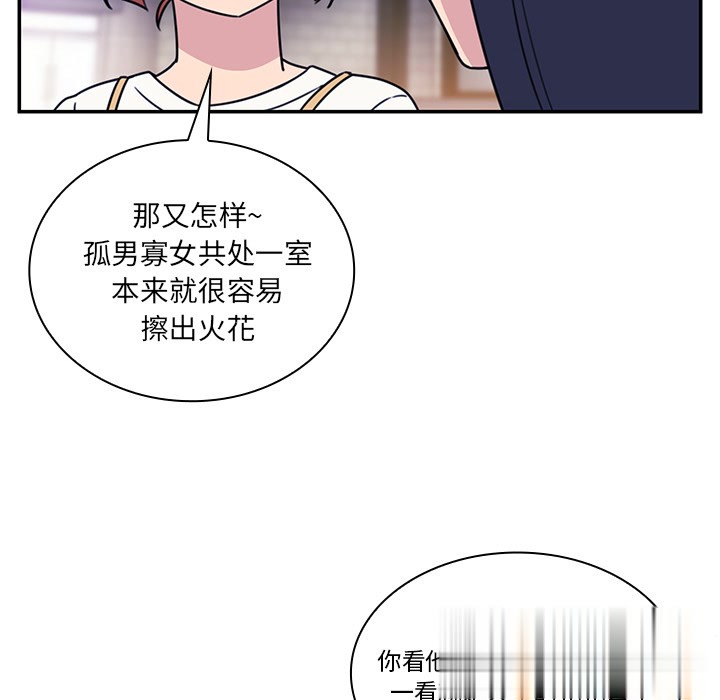 那又怎样~
孤男寡女共处一室
本来就很容易
擦出火花
你看他
一看